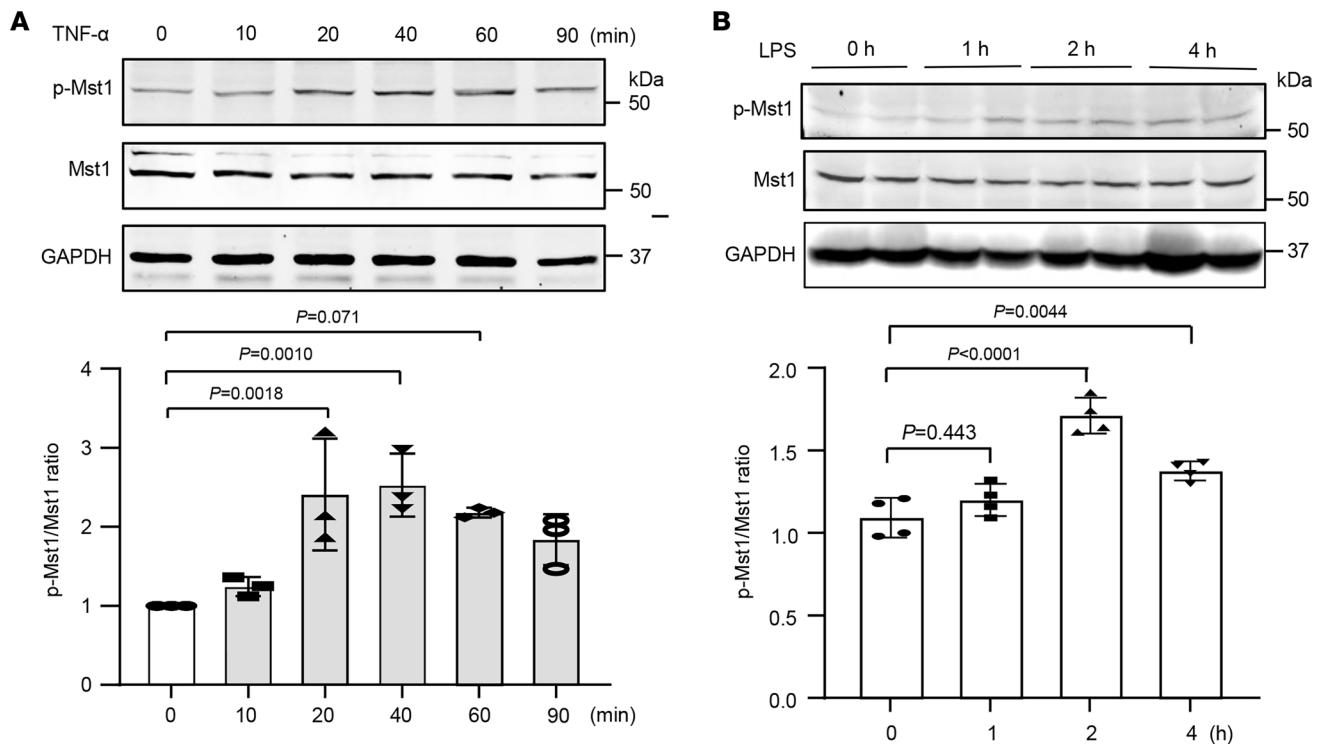 A
TNF-α 0 10 20 40 60 90 (min)
p-Mst1
kDa
50
Mst1
50
GAPDH
37
P=0.071
P=0.0010
P=0.0018
p-Mst1/Mst1 ratio
4
3
2
1
0
0 10 20 40 60 90 (min)
B
LPS 0 h 1 h 2 h 4 h
p-Mst1
kDa
50
Mst1
50
GAPDH
37
P=0.0044
P<0.0001
P=0.443
p-Mst1/Mst1 ratio
2.0
1.5
1.0
0.5
0.0
0 1 2 4 (h)